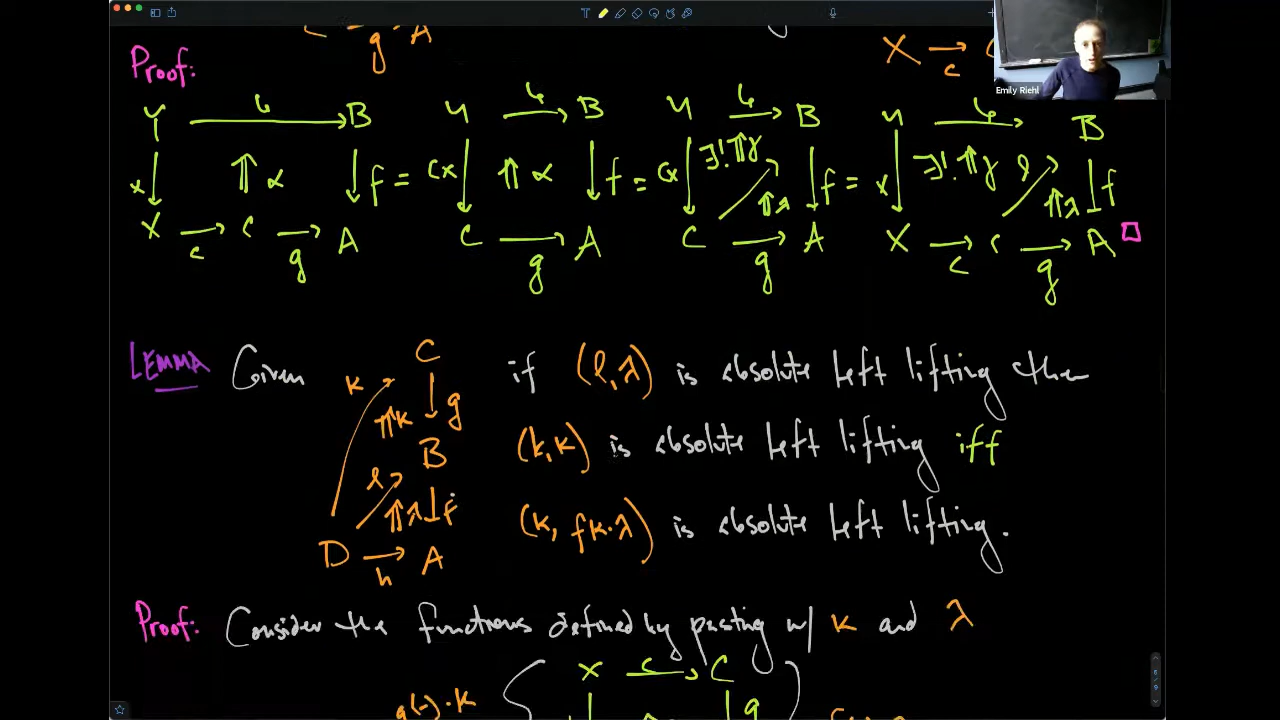 g A
Proof:
X c
Emily Riehl
Y b B Y b B Y b B Y b B
x ⇑α f = cx ⇑α f = cx ∃!⇑γ ⇑λ f = x ∃!⇑γ l ⇑λ f
X c C g A C g A C g A X c C g A □
LEMMA Given if (l, λ) is absolute left lifting then
C
k ⇑κ g
B
(k, κ) is absolute left lifting iff
l ⇑λ f
D h A
(k, fκ·λ) is absolute left lifting.
Proof: Consider the functions defined by pasting w/ κ and λ
X c C
g(-)·κ g